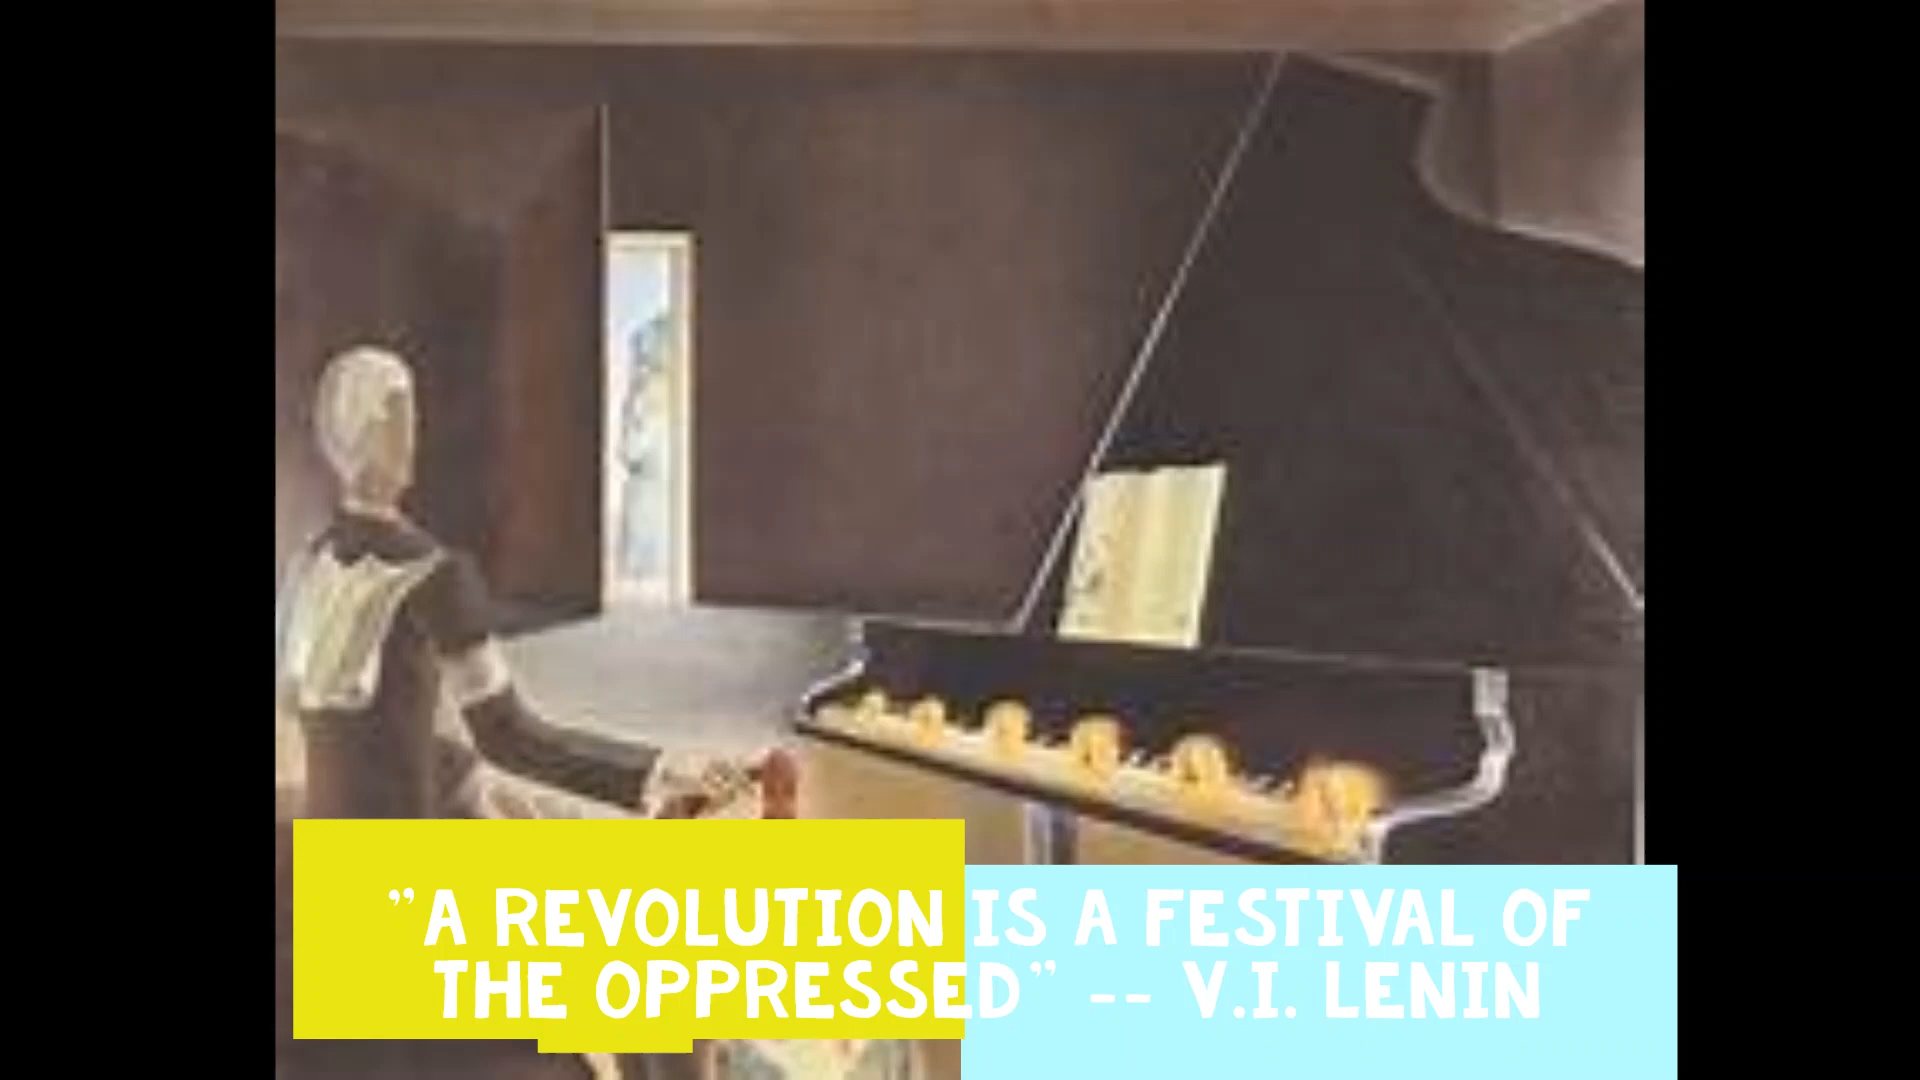 ”A REVOLUTION IS A FESTIVAL OF
THE OPPRESSED” -- V.I. LENIN